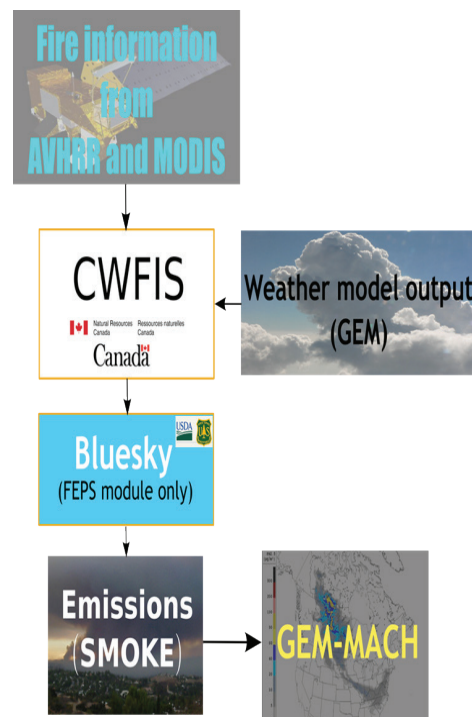 Fire information
from
AVHRR and MODIS
CWFIS
Natural Resources Ressources naturelles
Canada Canada
Canada
Weather model output
(GEM)
USDA
Bluesky
(FEPS module only)
Emissions
(SMOKE)
GEM-MACH